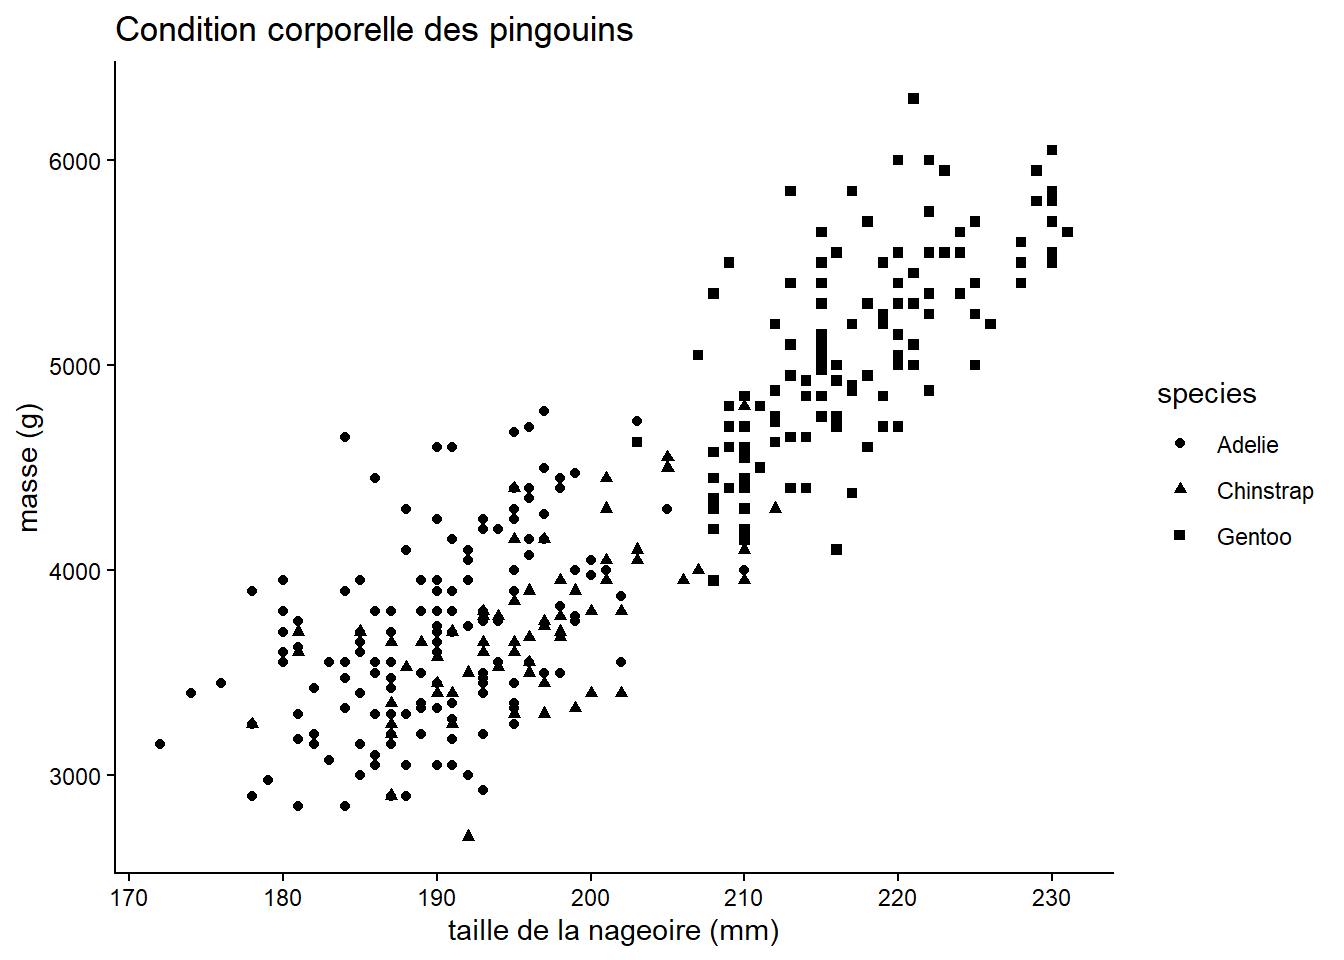 Condition corporelle des pingouins
masse (g)
6000
5000
4000
3000
170 180 190 200 210 220 230
taille de la nageoire (mm)
species
Adelie
Chinstrap
Gentoo